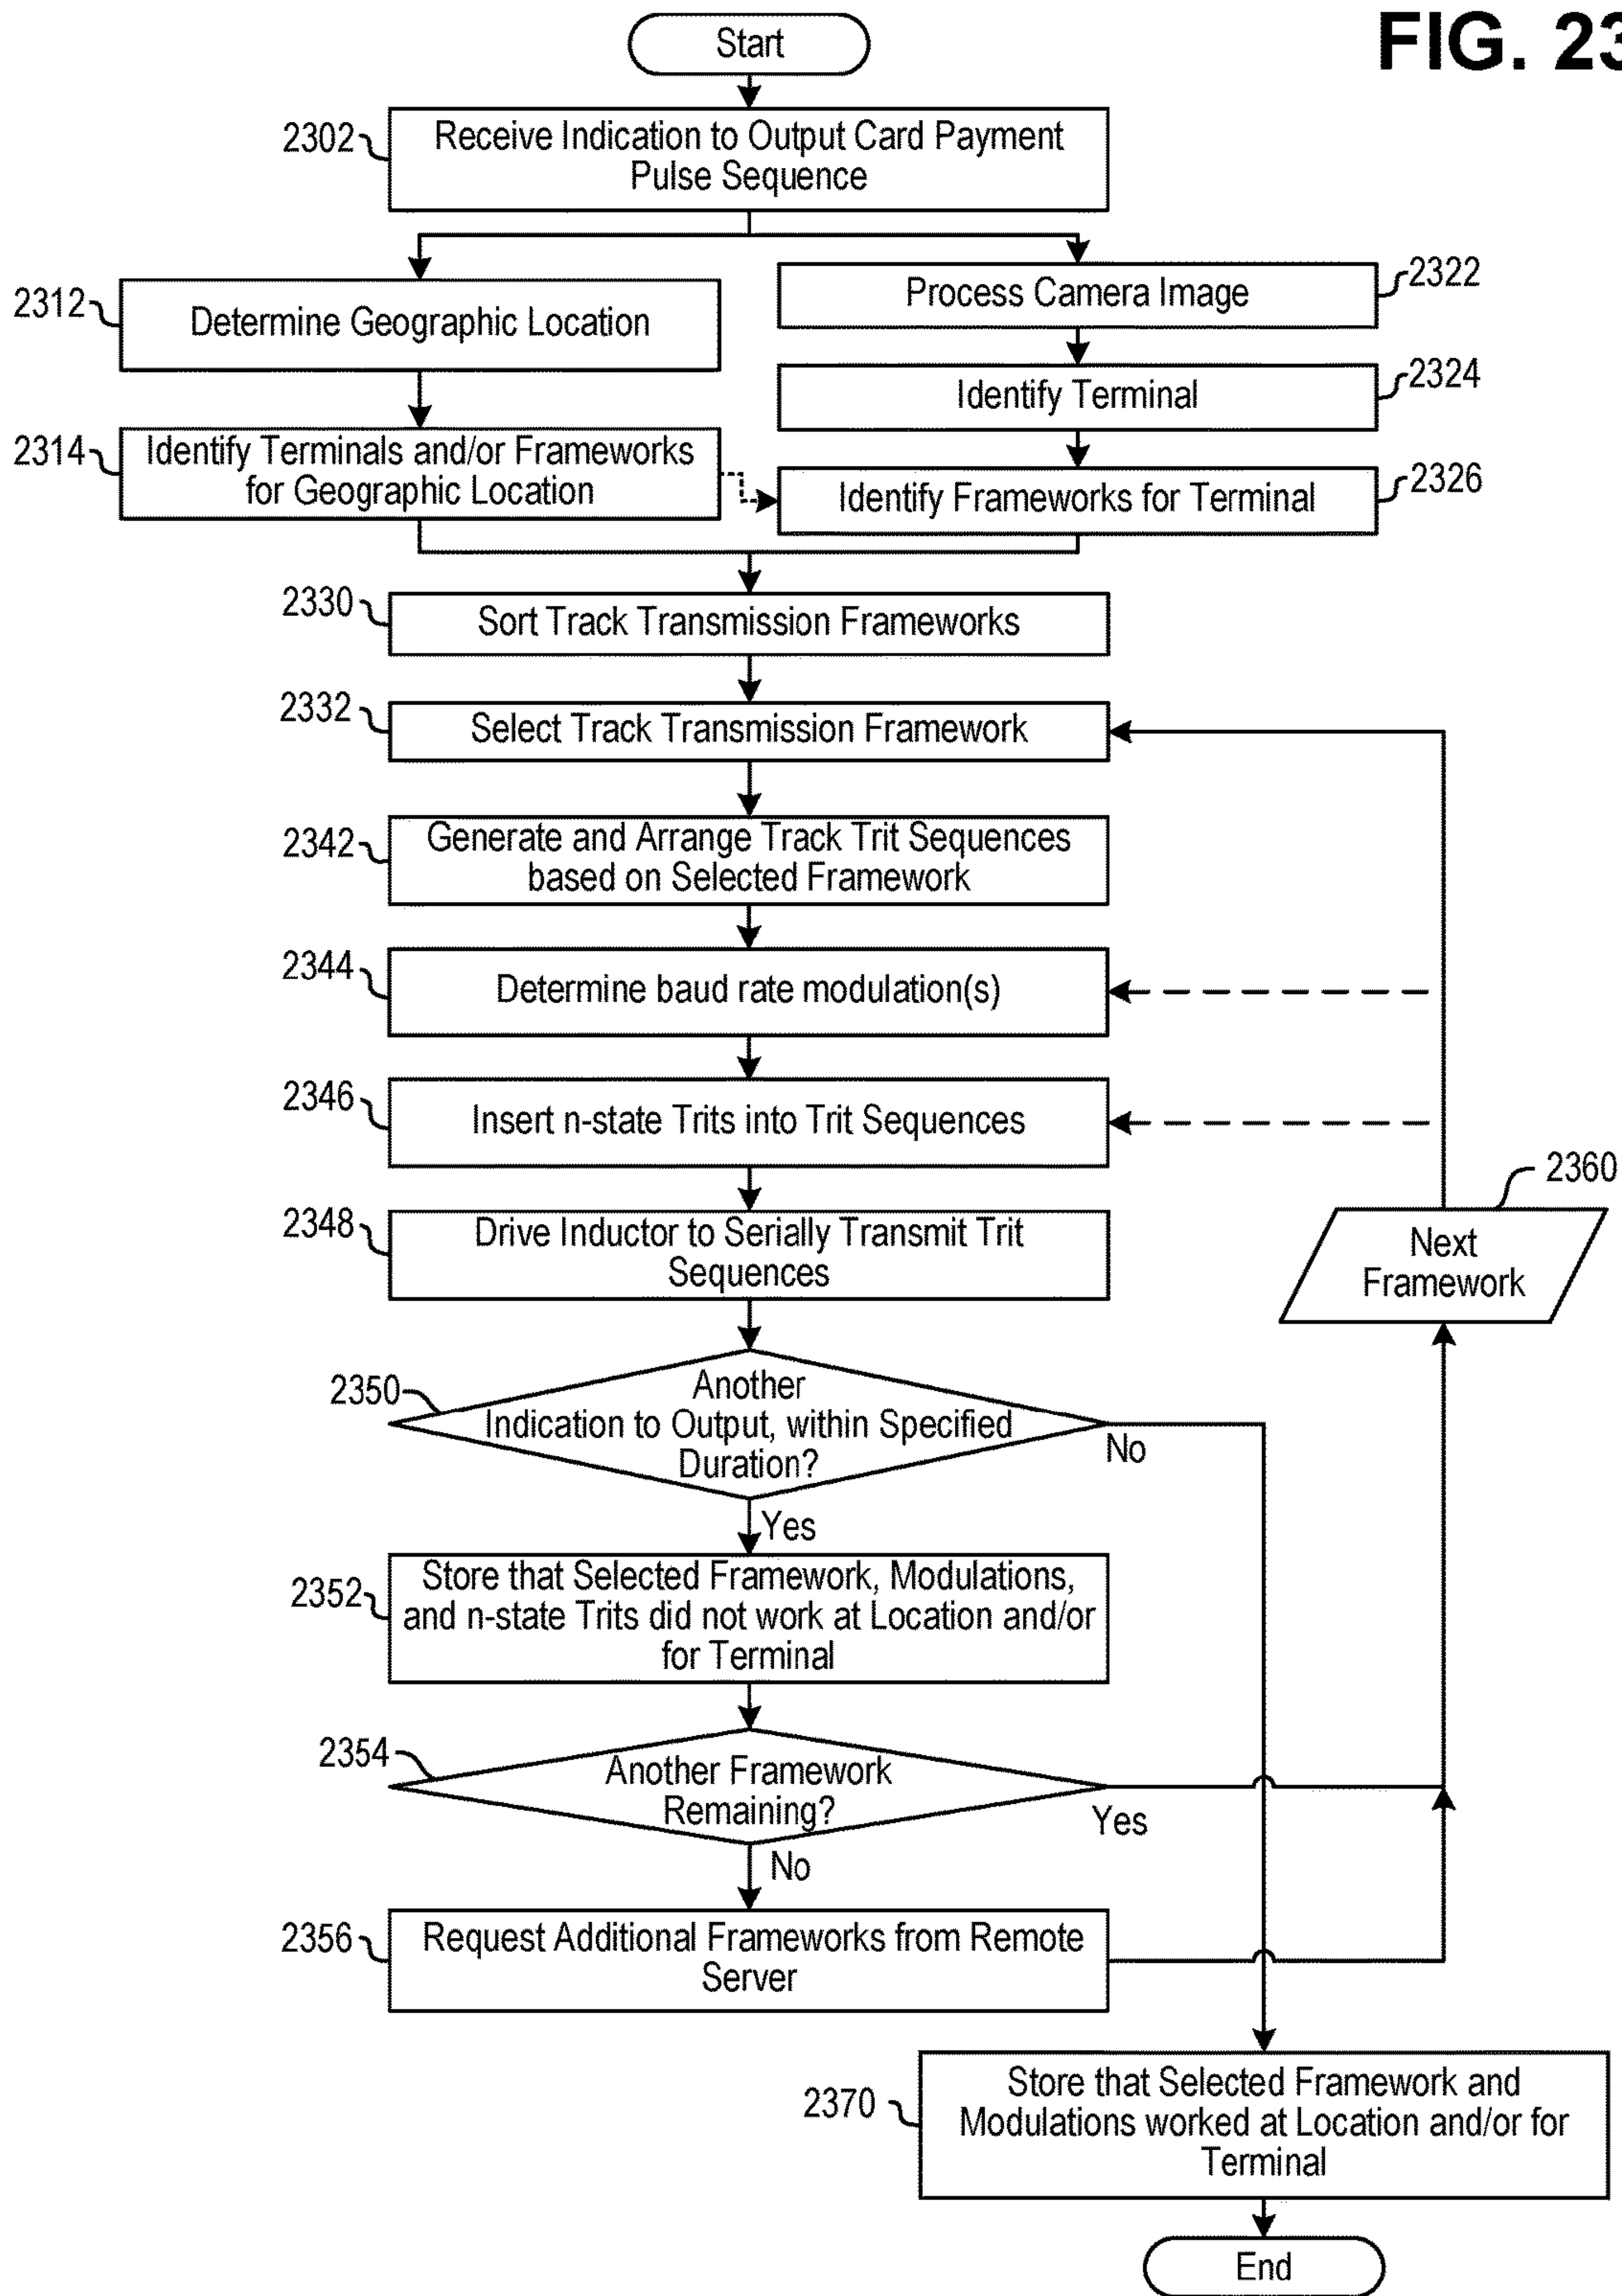 FIG. 23
Start
2302
Receive Indication to Output Card Payment
Pulse Sequence
2312
Determine Geographic Location
2322
Process Camera Image
2324
Identify Terminal
2314
Identify Terminals and/or Frameworks
for Geographic Location
2326
Identify Frameworks for Terminal
2330
Sort Track Transmission Frameworks
2332
Select Track Transmission Framework
2342
Generate and Arrange Track Trit Sequences
based on Selected Framework
2344
Determine baud rate modulation(s)
2346
Insert n-state Trits into Trit Sequences
2348
Drive Inductor to Serially Transmit Trit
Sequences
2360
Next
Framework
2350
Another
Indication to Output, within Specified
Duration?
No
Yes
2352
Store that Selected Framework, Modulations,
and n-state Trits did not work at Location and/or
for Terminal
2354
Another Framework
Remaining?
Yes
No
2356
Request Additional Frameworks from Remote
Server
2370
Store that Selected Framework and
Modulations worked at Location and/or for
Terminal
End